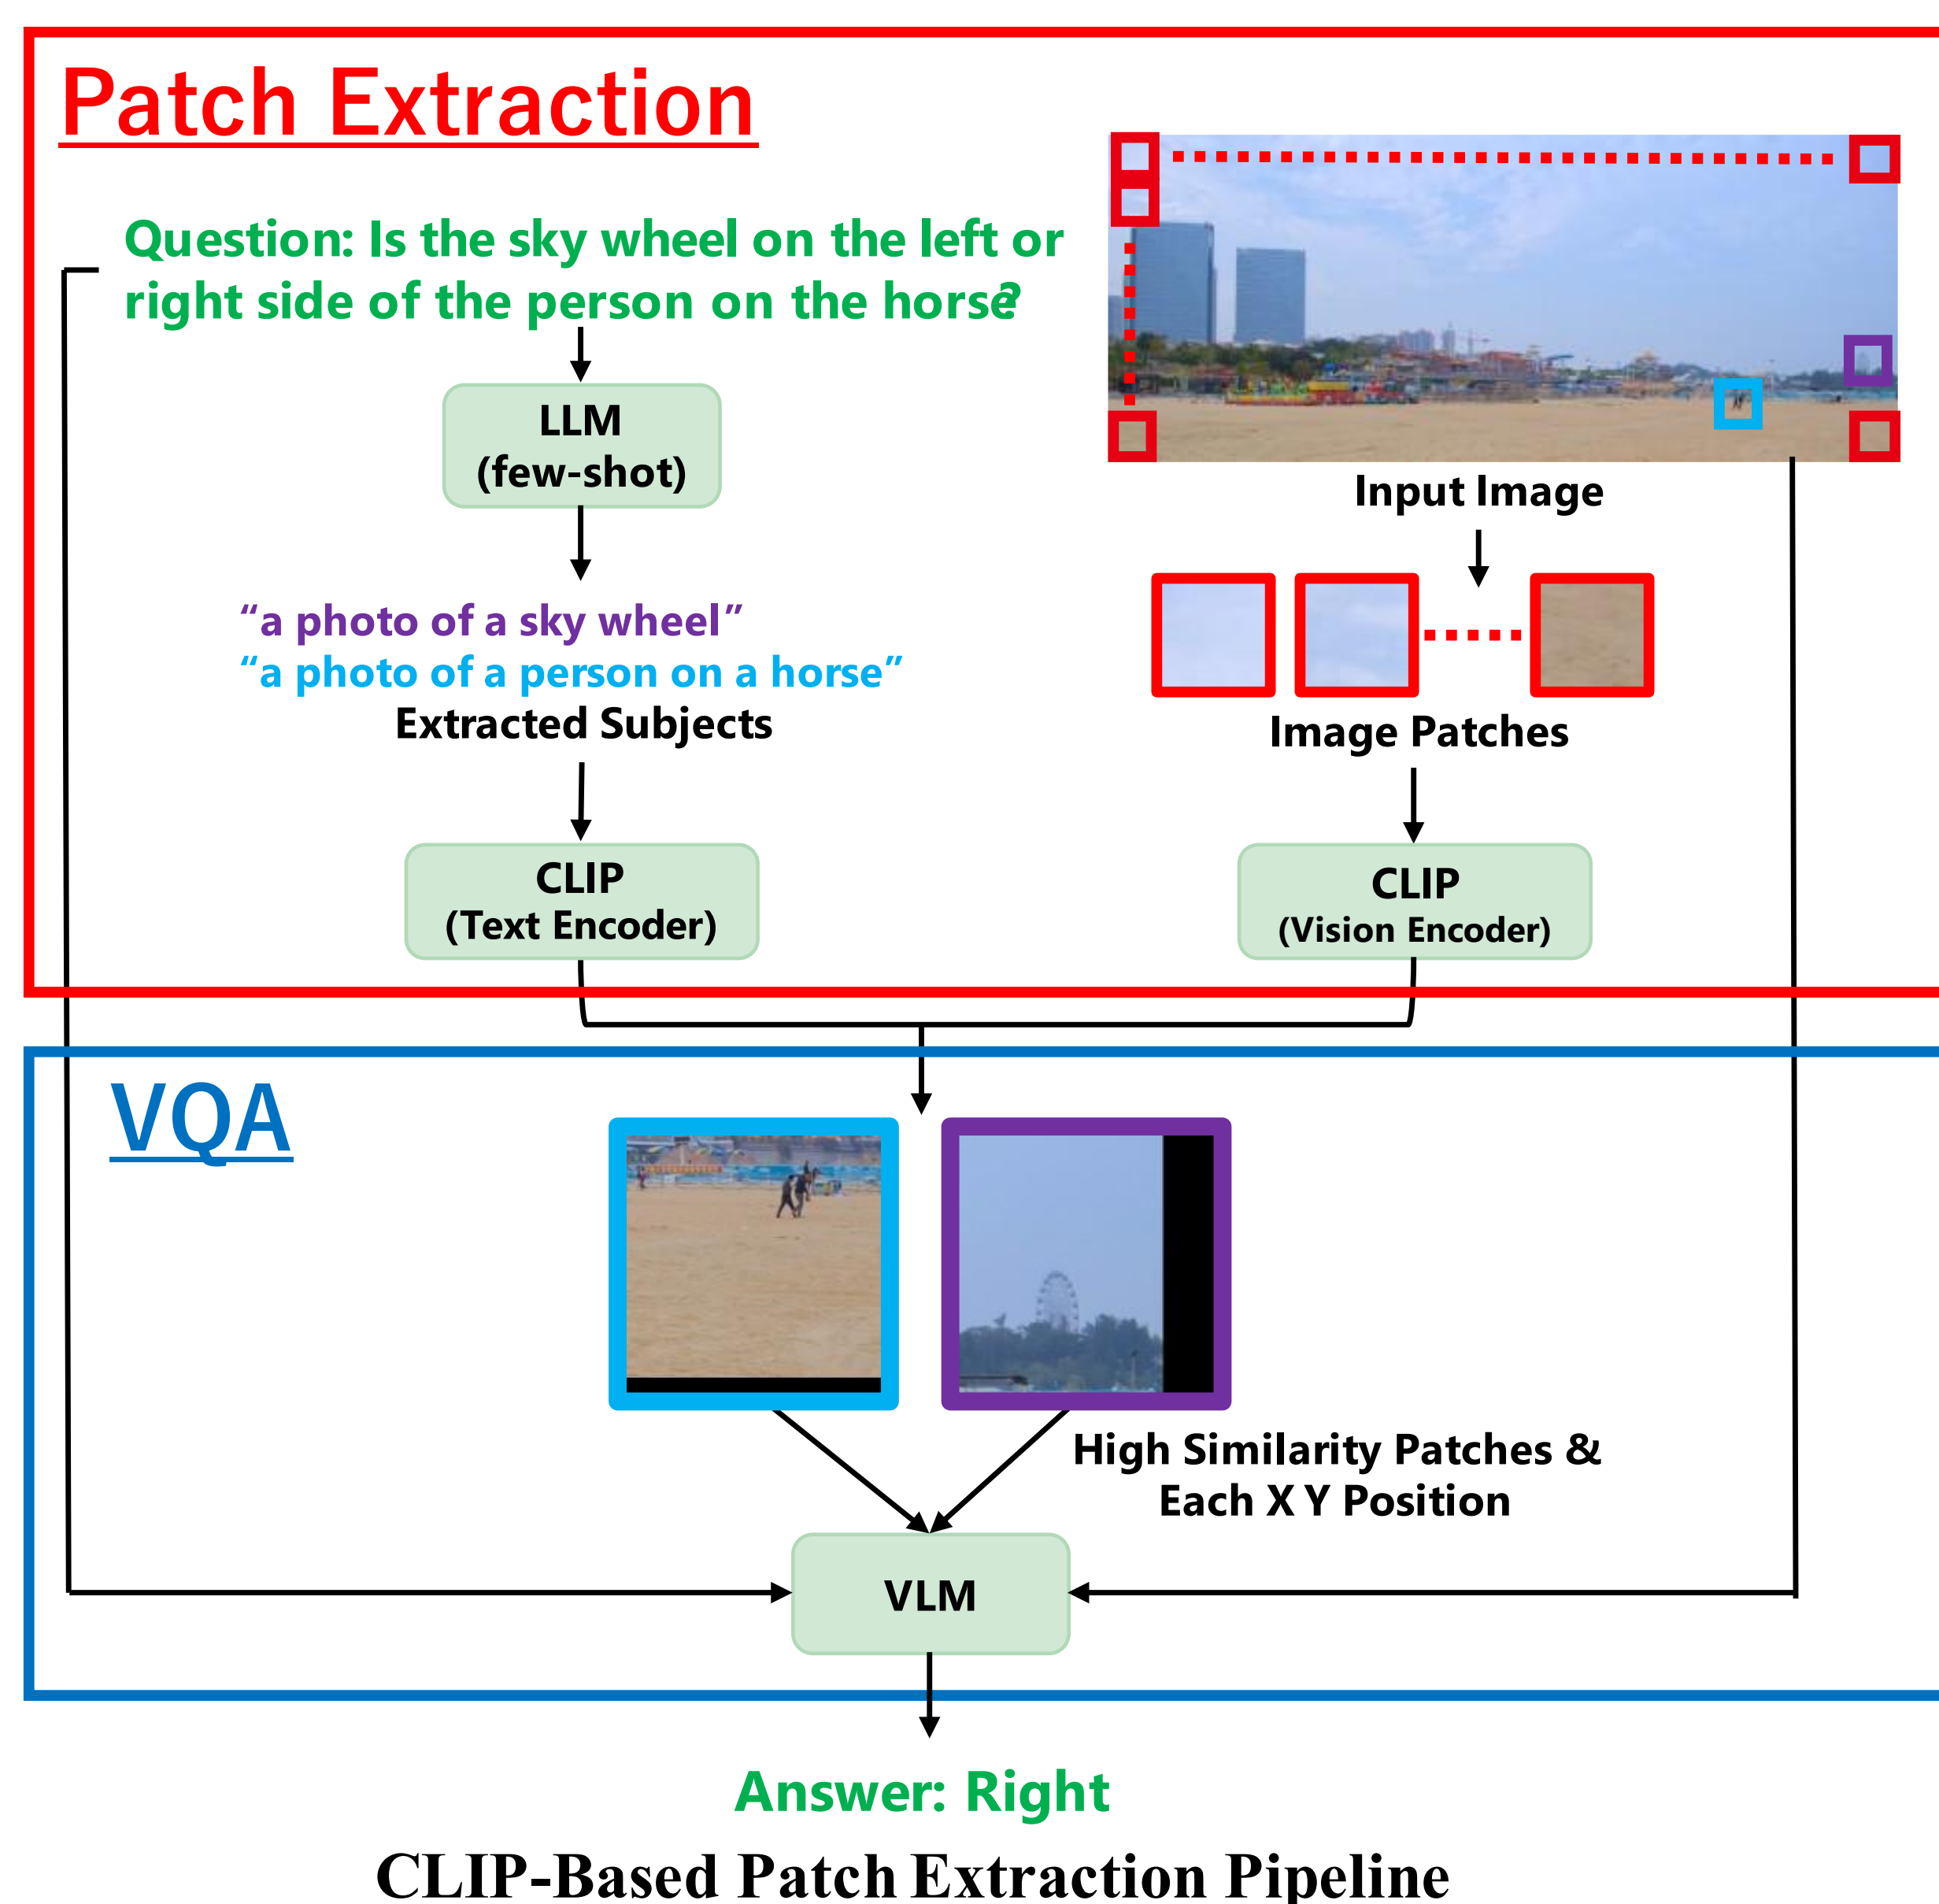 Patch Extraction
Question: Is the sky wheel on the left or
right side of the person on the horse?
LLM
(few-shot)
“a photo of a sky wheel”
“a photo of a person on a horse”
Extracted Subjects
CLIP
(Text Encoder)
Input Image
Image Patches
CLIP
(Vision Encoder)
VQA
High Similarity Patches &
Each X Y Position
VLM
Answer: Right
CLIP-Based Patch Extraction Pipeline